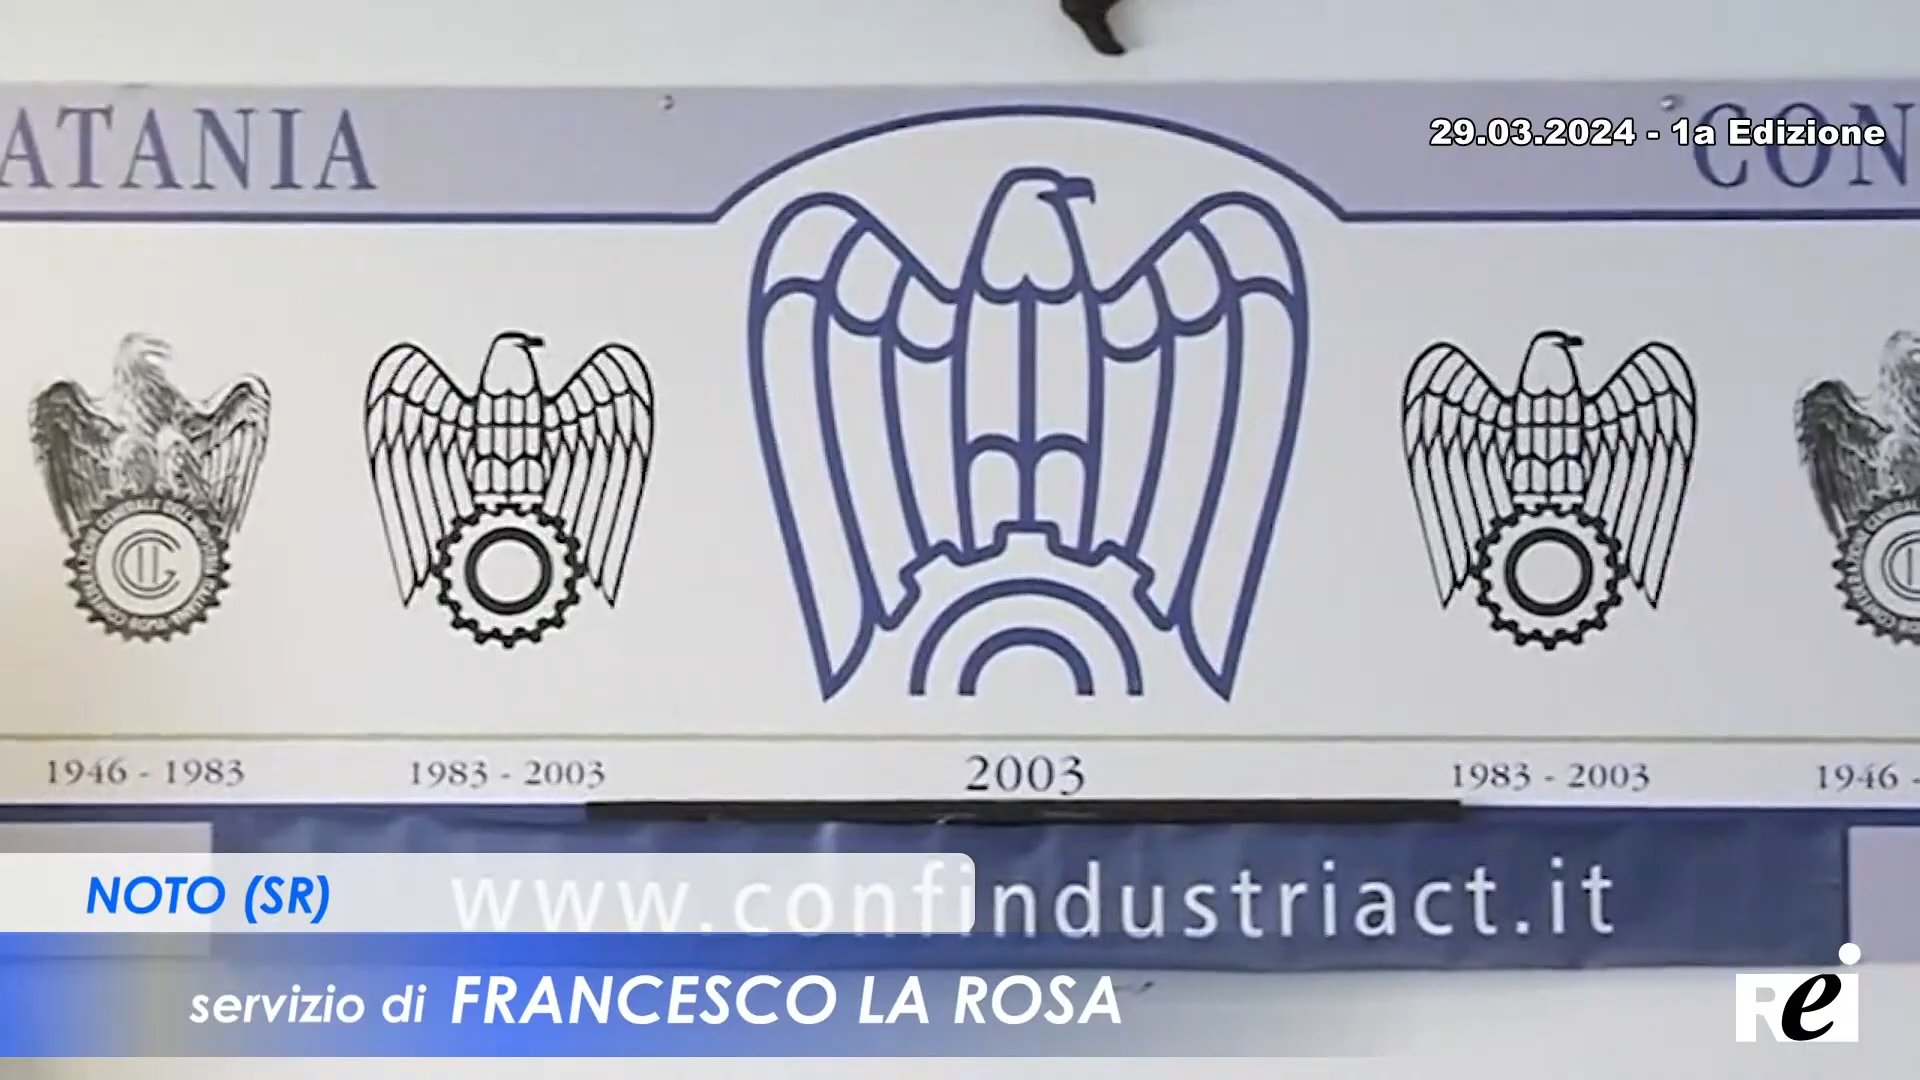 ATANIA
CON
29.03.2024 - 1a Edizione
1946 - 1983
1983 - 2003
2003
1983 - 2003
1946 -
www.confindustriact.it
NOTO (SR)
servizio di FRANCESCO LA ROSA
Re